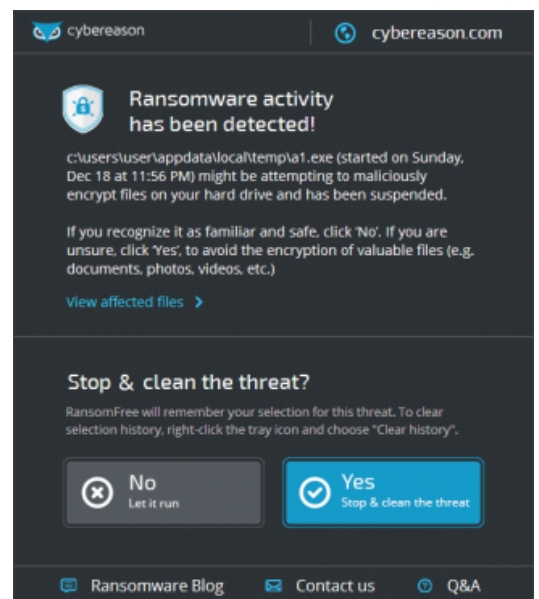 cybereason
cybereason.com
Ransomware activity
has been detected!
c:\users\user\appdata\local\temp\a1.exe (started on Sunday,
Dec 18 at 11:56 PM) might be attempting to maliciously
encrypt files on your hard drive and has been suspended.
If you recognize it as familiar and safe, click 'No'. If you are
unsure, click 'Yes', to avoid the encryption of valuable files (e.g.
documents, photos, videos, etc.)
View affected files
Stop & clean the threat?
RansomFree will remember your selection for this threat. To clear
selection history, right-click the tray icon and choose "Clear history".
No
Let it run
Yes
Stop & clean the threat
Ransomware Blog
Contact us
Q&A